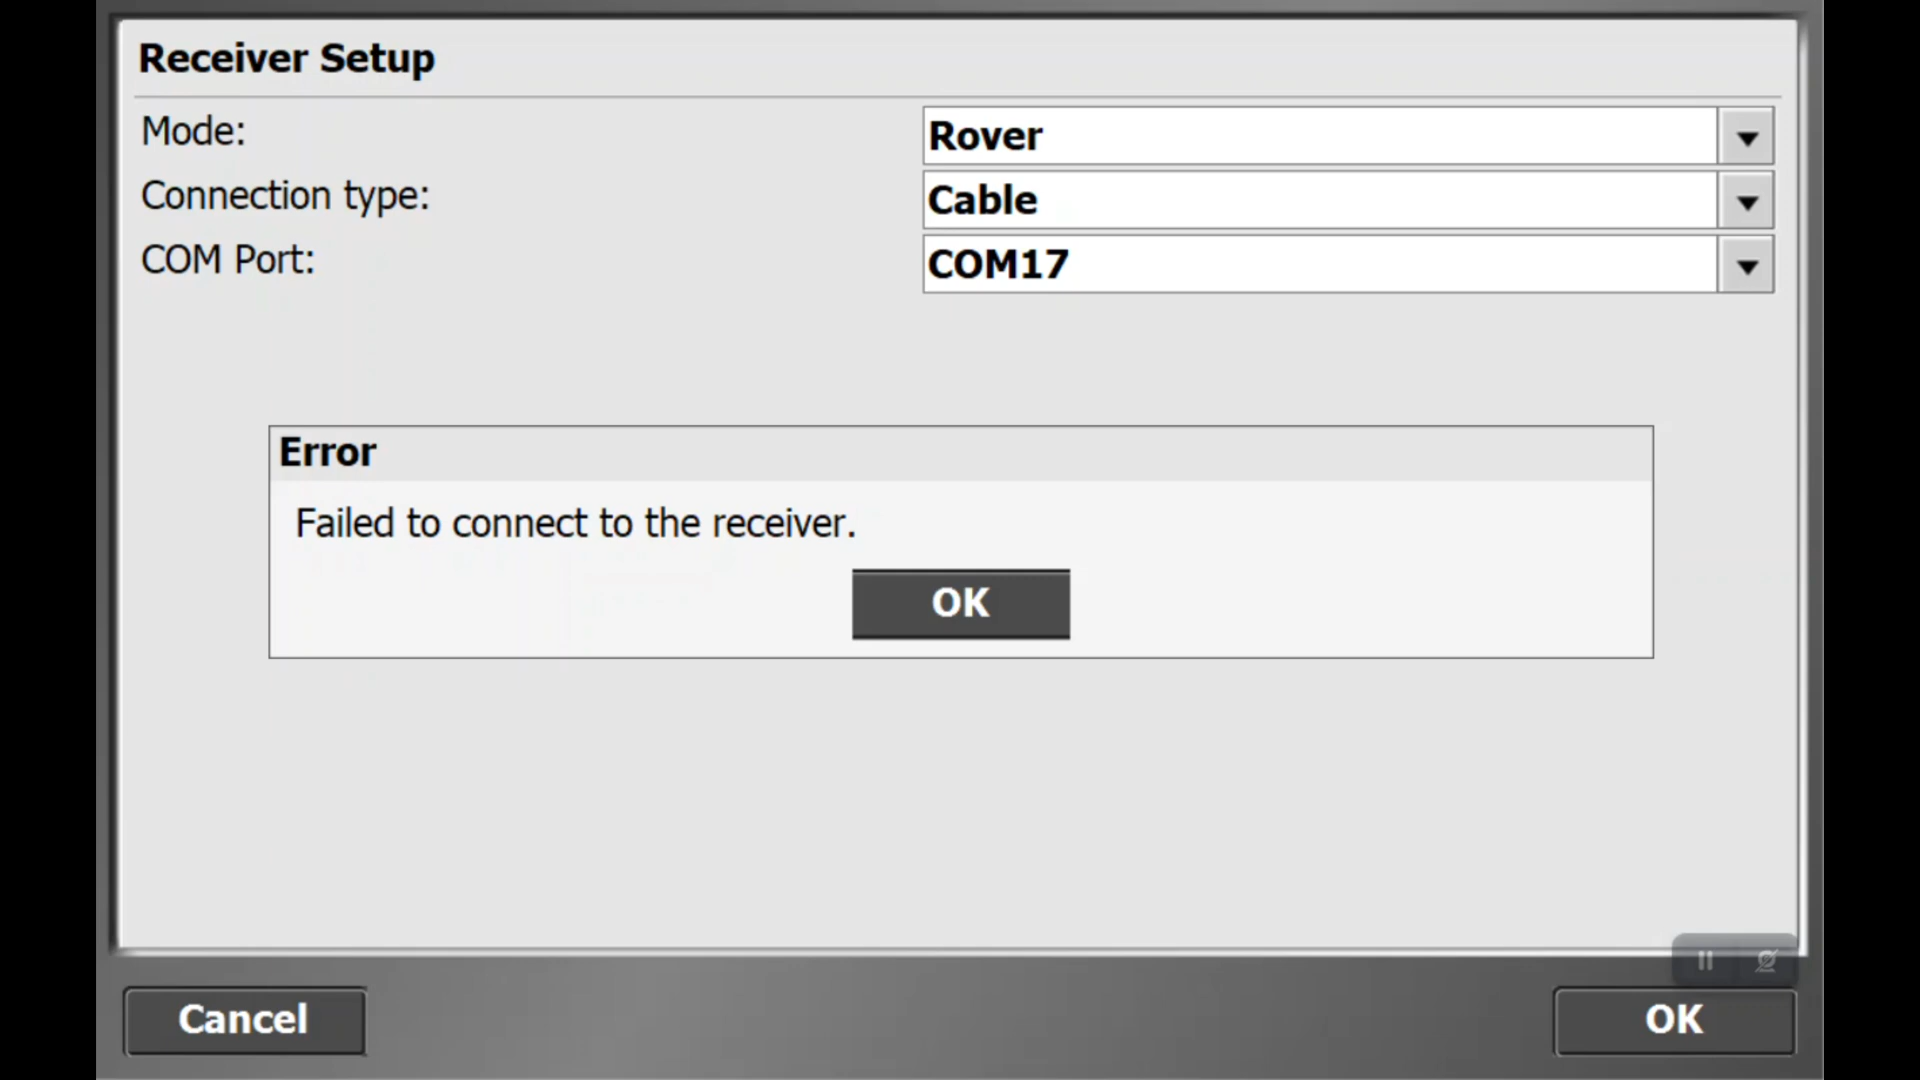 Receiver Setup
Mode: Rover
Connection type: Cable
COM Port: COM17
Error
Failed to connect to the receiver.
OK
Cancel OK